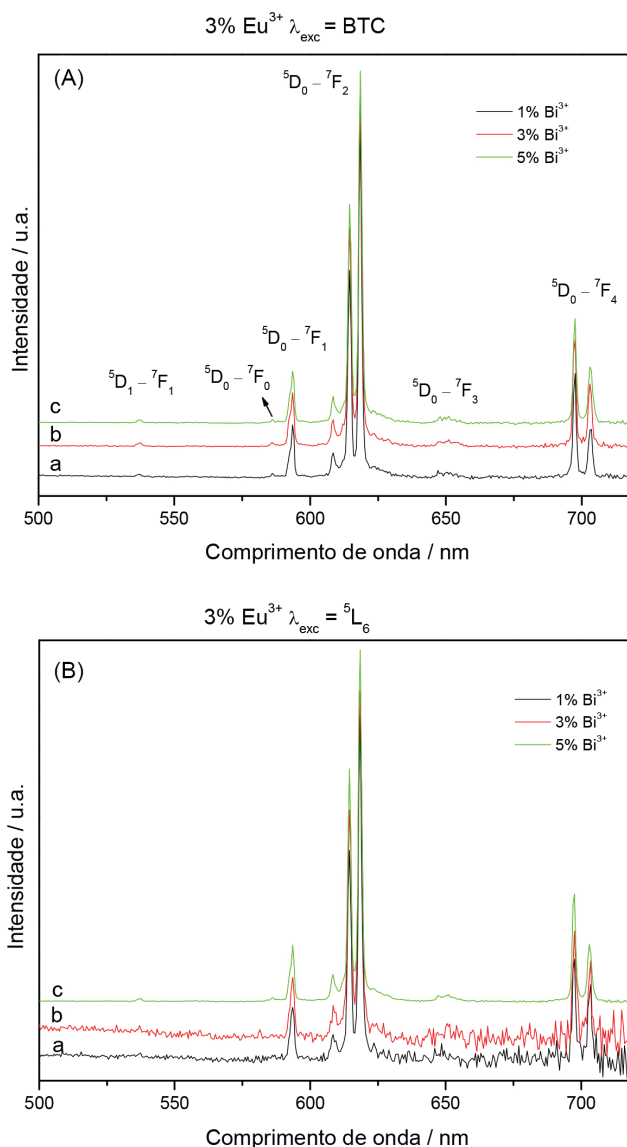 3% Eu³⁺ λexc = BTC
(A)
⁵D₀ – ⁷F₂
1% Bi³⁺
3% Bi³⁺
5% Bi³⁺
⁵D₀ – ⁷F₄
⁵D₀ – ⁷F₁
⁵D₁ – ⁷F₁
⁵D₀ – ⁷F₀
⁵D₀ – ⁷F₃
c
b
a
Intensidade / u.a.
500 550 600 650 700
Comprimento de onda / nm
3% Eu³⁺ λexc = ⁵L₆
(B)
1% Bi³⁺
3% Bi³⁺
5% Bi³⁺
c
b
a
Intensidade / u.a.
500 550 600 650 700
Comprimento de onda / nm